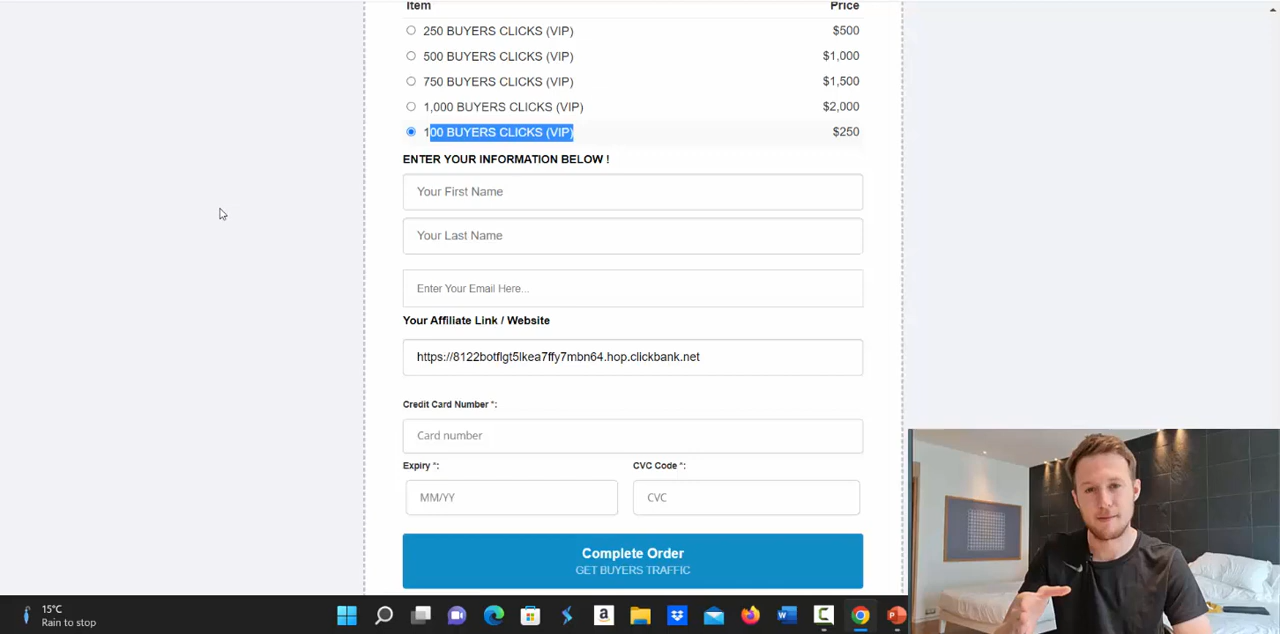 Item Price
250 BUYERS CLICKS (VIP) $500
500 BUYERS CLICKS (VIP) $1,000
750 BUYERS CLICKS (VIP) $1,500
1,000 BUYERS CLICKS (VIP) $2,000
100 BUYERS CLICKS (VIP) $250
ENTER YOUR INFORMATION BELOW !
Your First Name
Your Last Name
Enter Your Email Here...
Your Affiliate Link / Website
https://8122botflgt5lkea7ffy7mbn64.hop.clickbank.net
Credit Card Number *:
Card number
Expiry *: CVC Code *:
MM/YY CVC
Complete Order
GET BUYERS TRAFFIC
15°C
Rain to stop